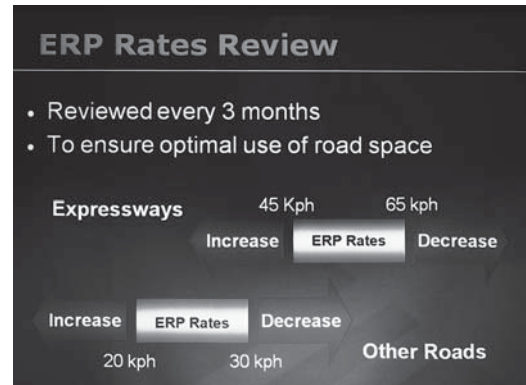 ERP Rates Review
• Reviewed every 3 months
• To ensure optimal use of road space
Expressways
45 Kph 65 kph
Increase ERP Rates Decrease
Increase ERP Rates Decrease
20 kph 30 kph
Other Roads